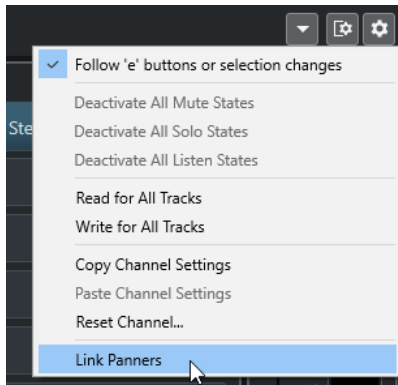 Follow 'e' buttons or selection changes
Deactivate All Mute States
Ste
Deactivate All Solo States
Deactivate All Listen States
Read for All Tracks
Write for All Tracks
Copy Channel Settings
Paste Channel Settings
Reset Channel...
Link Panners